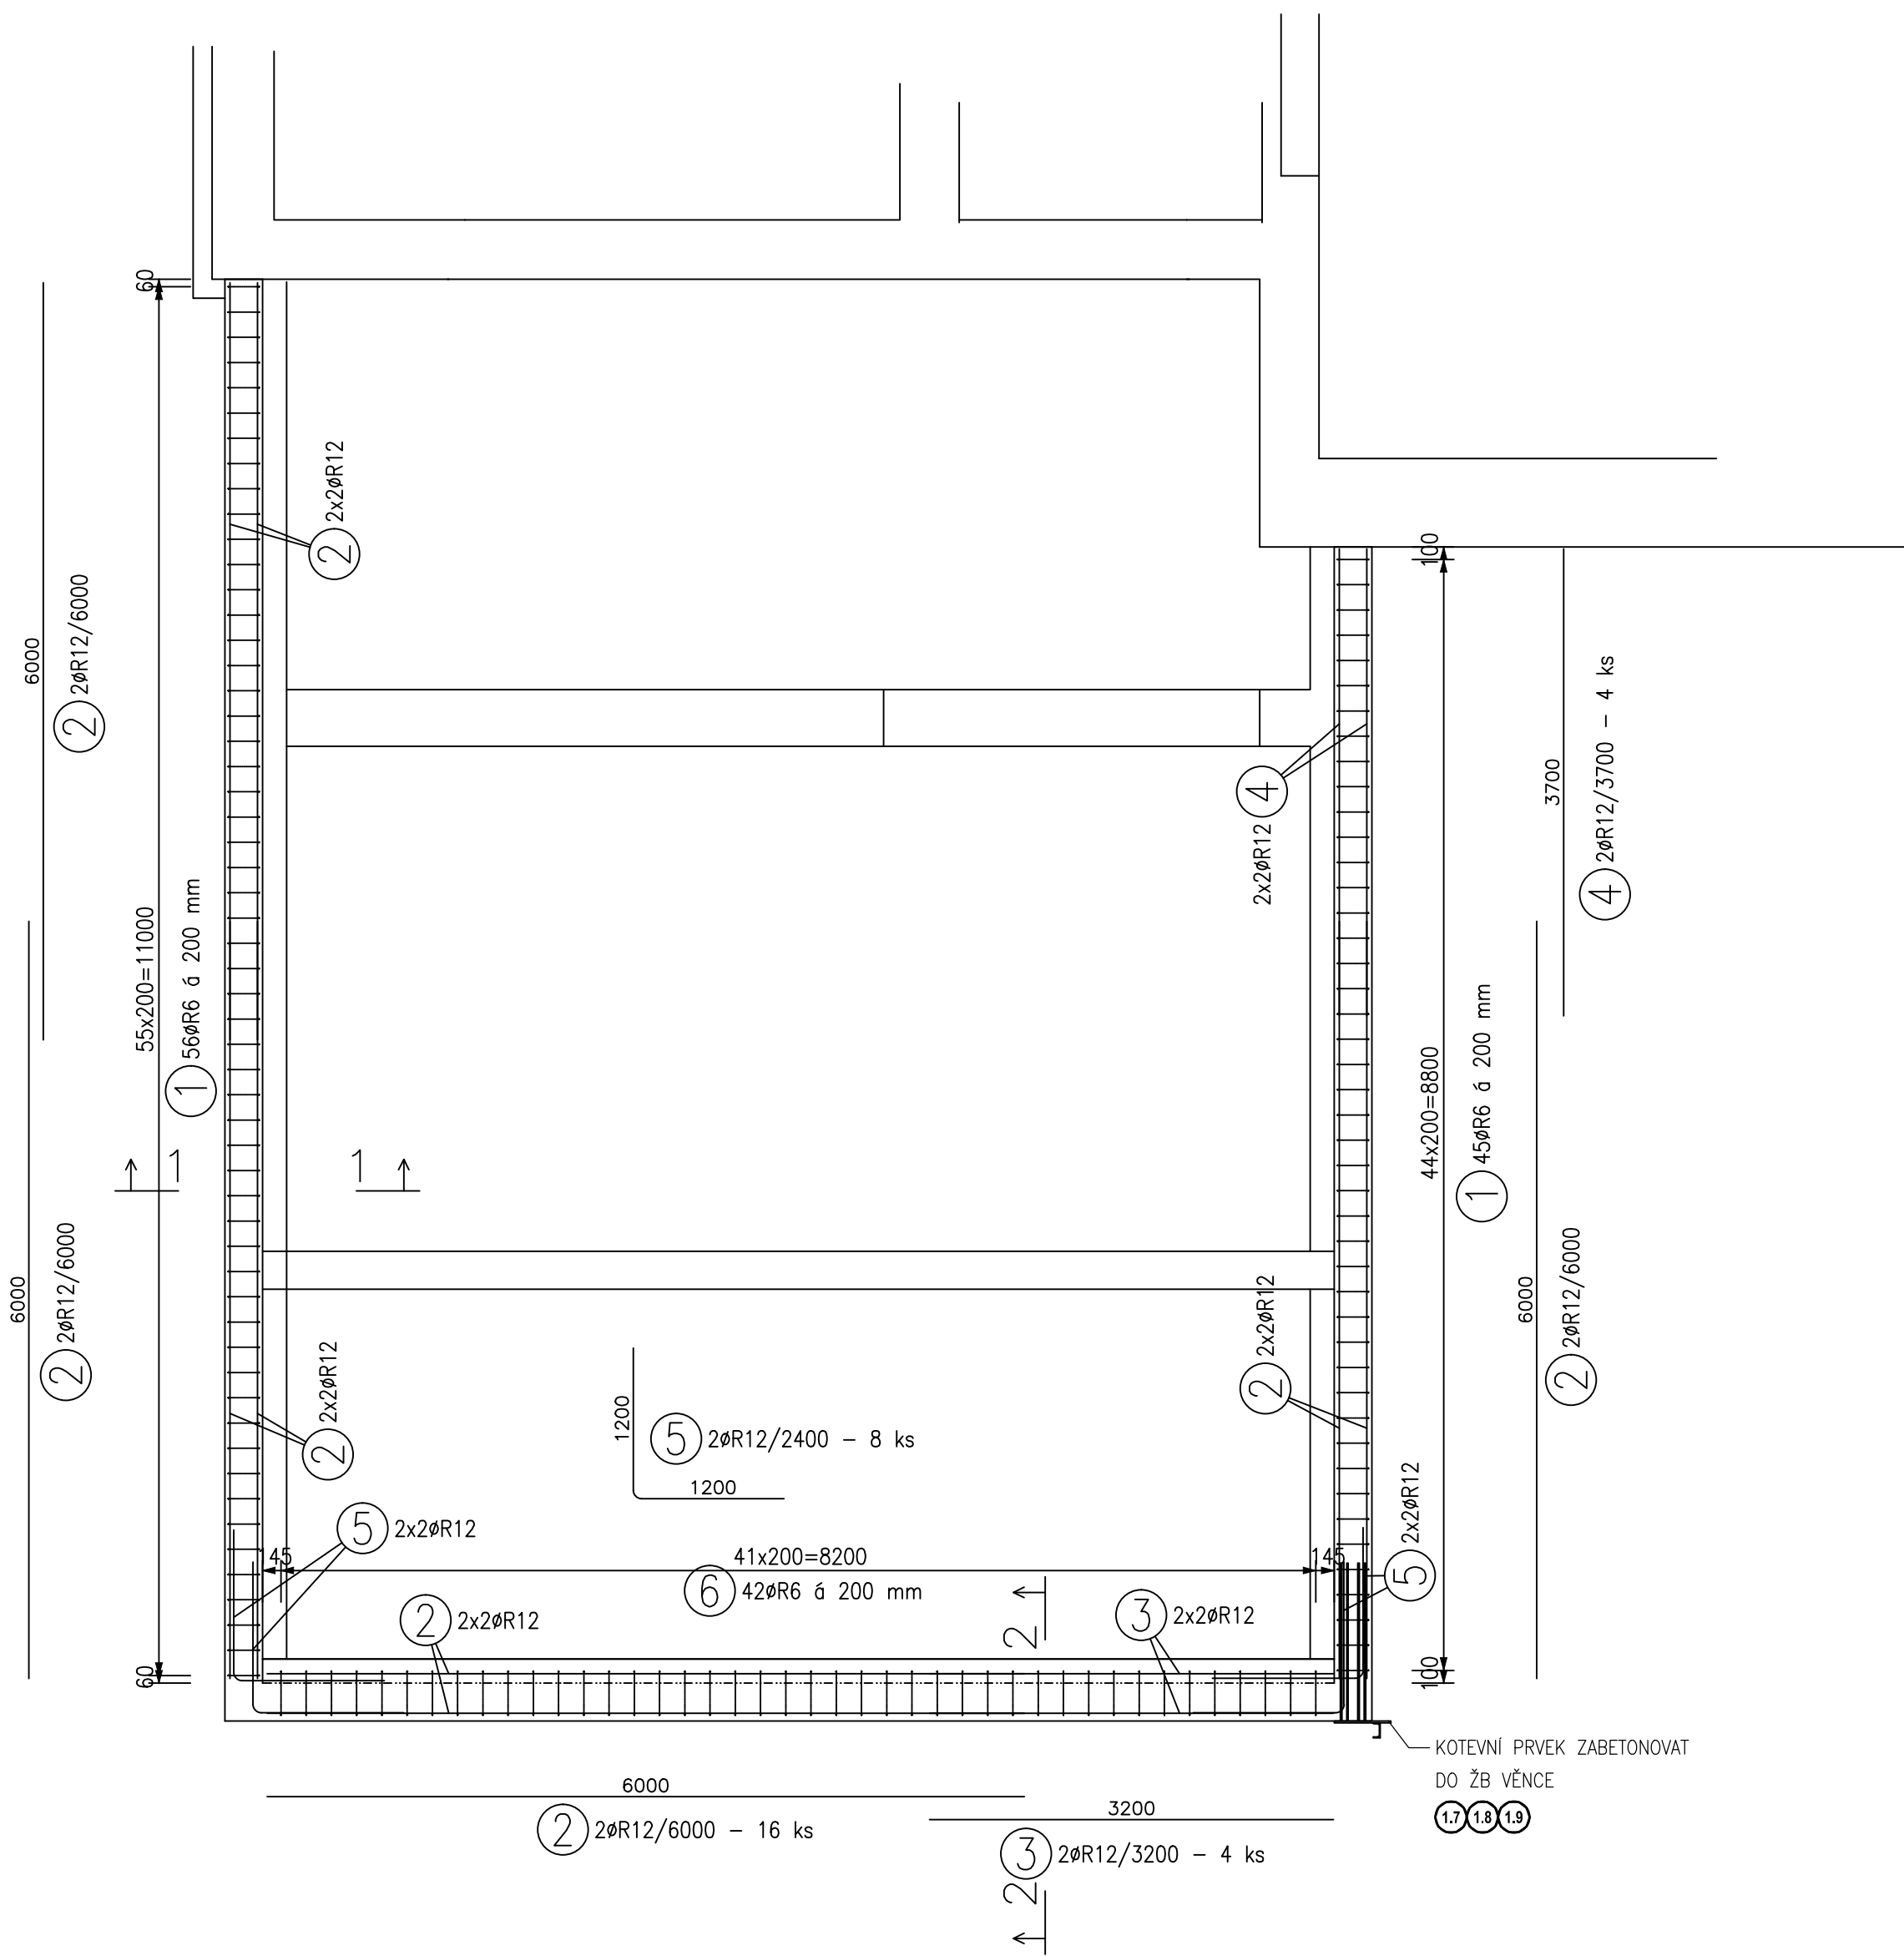 60
2x2øR12
2
6000
2 2øR12/6000
100
2x2øR12
4
3700
4 2øR12/3700 – 4 ks
55x200=11000
1 56øR6 á 200 mm
44x200=8800
1 45øR6 á 200 mm
1
1
6000
2 2øR12/6000
2 2x2øR12
2 2x2øR12
6000
2 2øR12/6000
1200
5 2øR12/2400 – 8 ks
1200
5 2x2øR12
5 2x2øR12
145
41x200=8200
145
6 42øR6 á 200 mm
2 2x2øR12
3 2x2øR12
2
60
100
KOTEVNÍ PRVEK ZABETONOVAT
DO ŽB VĚNCE
1.7 1.8 1.9
6000
2 2øR12/6000 – 16 ks
3200
3 2øR12/3200 – 4 ks
2